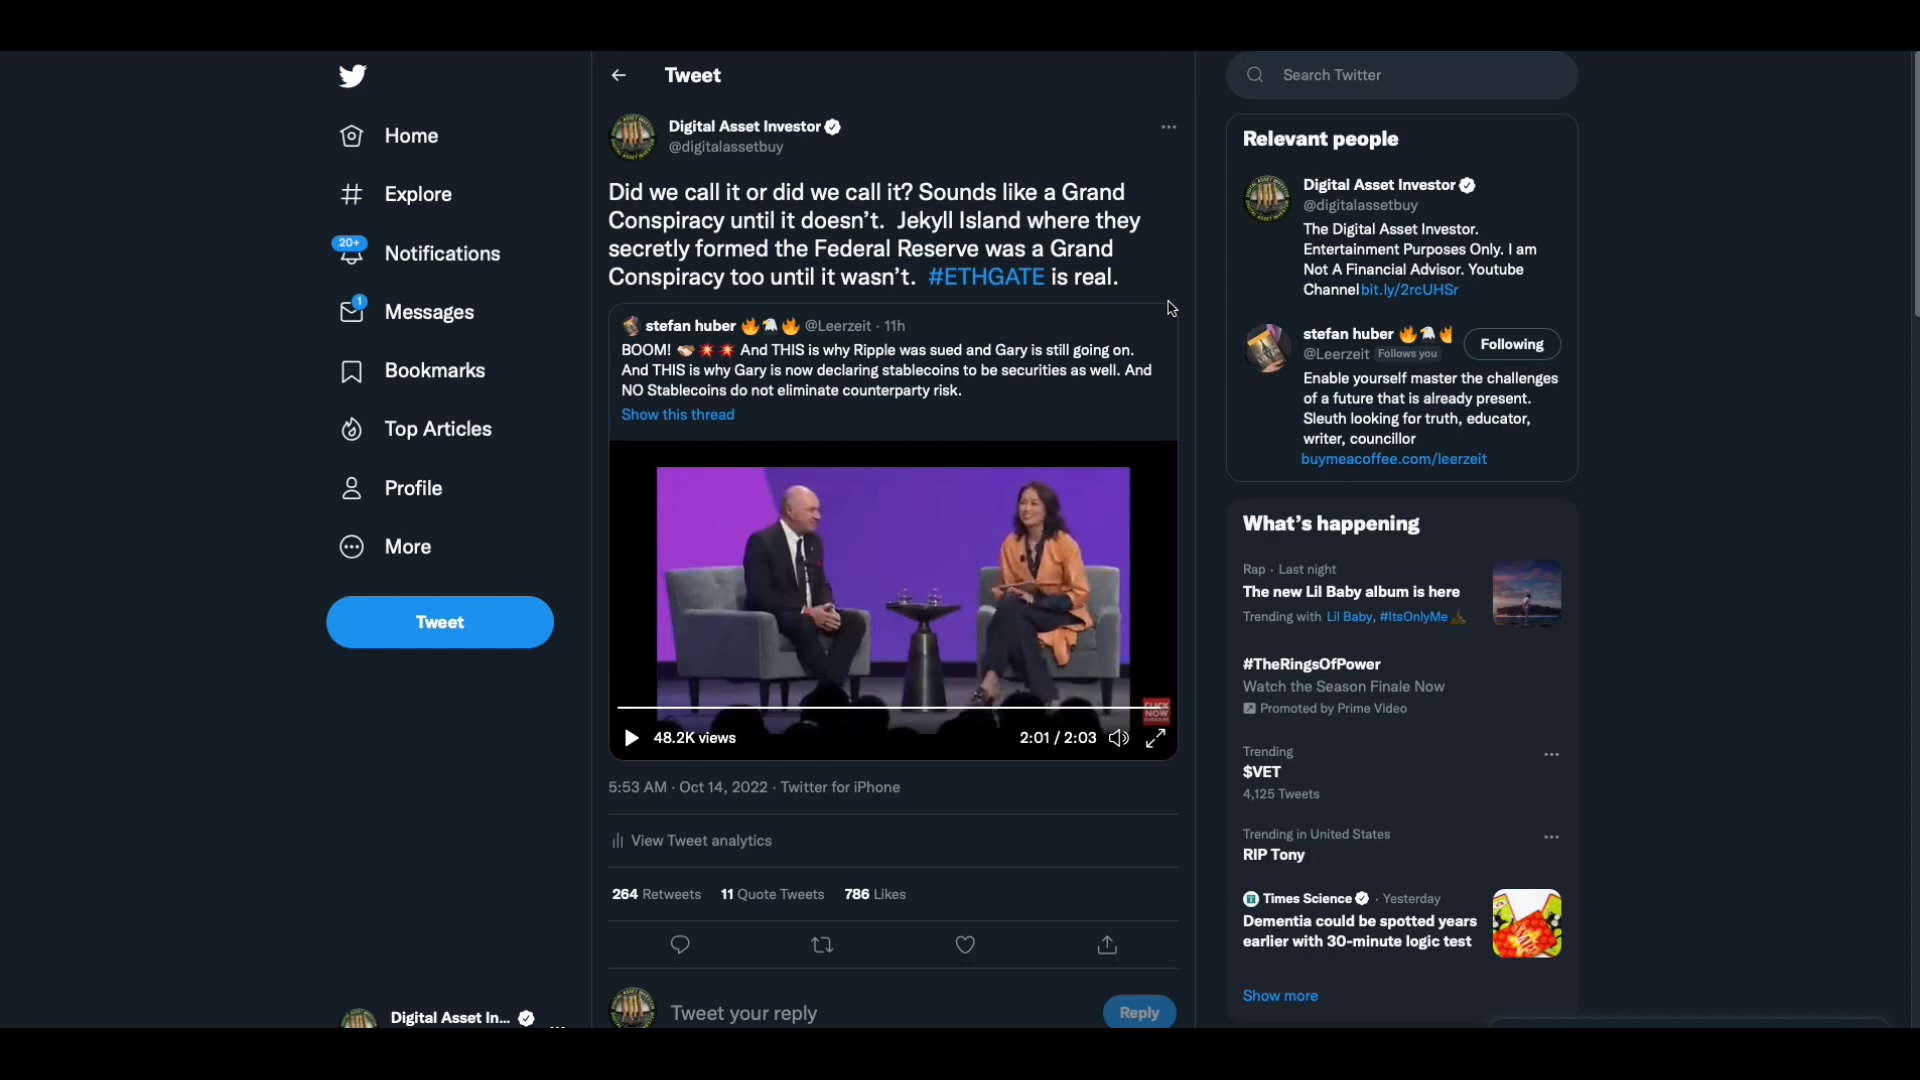 Home
Explore
20+
Notifications
1
Messages
Bookmarks
Top Articles
Profile
More
Tweet
Digital Asset In...
Tweet
Digital Asset Investor
@digitalassetbuy
Did we call it or did we call it? Sounds like a Grand
Conspiracy until it doesn’t. Jekyll Island where they
secretly formed the Federal Reserve was a Grand
Conspiracy too until it wasn’t. #ETHGATE is real.
stefan huber 🔥🦅🔥 @Leerzeit · 11h
BOOM! 🤝💥💥 And THIS is why Ripple was sued and Gary is still going on.
And THIS is why Gary is now declaring stablecoins to be securities as well. And
NO Stablecoins do not eliminate counterparty risk.
Show this thread
CLICK
NOW
48.2K views
2:01 / 2:03
5:53 AM · Oct 14, 2022 · Twitter for iPhone
View Tweet analytics
264 Retweets 11 Quote Tweets 786 Likes
Tweet your reply
Reply
Search Twitter
Relevant people
Digital Asset Investor
@digitalassetbuy
The Digital Asset Investor.
Entertainment Purposes Only. I am
Not A Financial Advisor. Youtube
Channel bit.ly/2rcUHSr
stefan huber 🔥🦅🔥
@Leerzeit Follows you
Following
Enable yourself master the challenges
of a future that is already present.
Sleuth looking for truth, educator,
writer, councillor
buymeacoffee.com/leerzeit
What’s happening
Rap · Last night
The new Lil Baby album is here
Trending with Lil Baby, #ItsOnlyMe
#TheRingsOfPower
Watch the Season Finale Now
Promoted by Prime Video
Trending
$VET
4,125 Tweets
Trending in United States
RIP Tony
Times Science · Yesterday
Dementia could be spotted years
earlier with 30-minute logic test
Show more